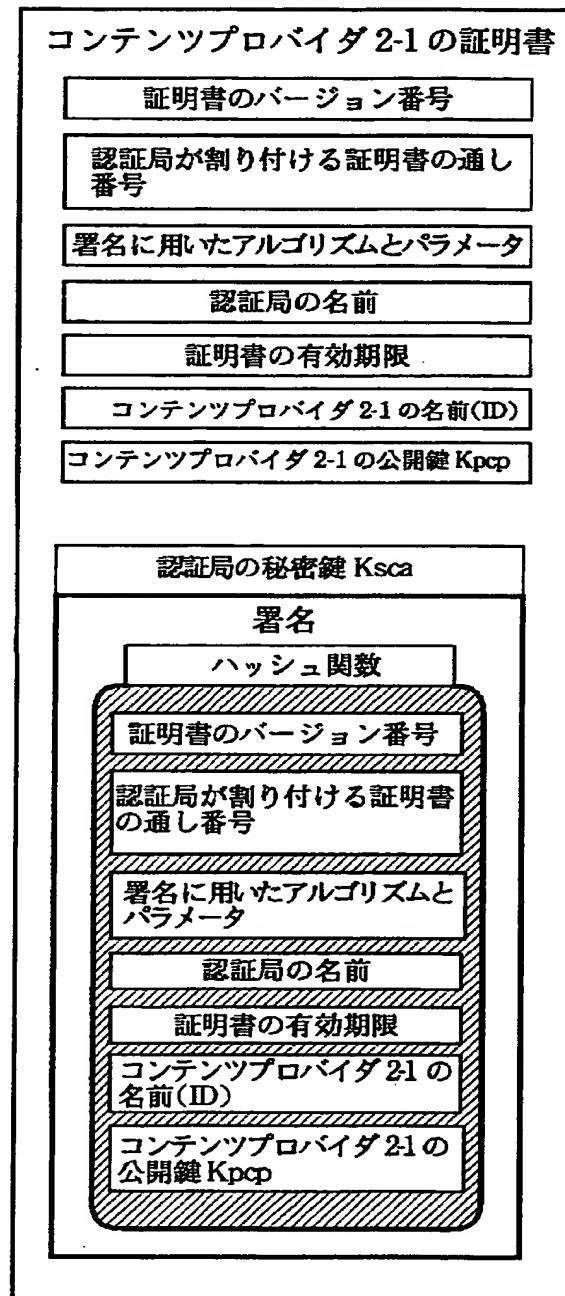 コンテンツプロバイダ 2-1 の証明書
証明書のバージョン番号
認証局が割り付ける証明書の通し
番号
署名に用いたアルゴリズムとパラメータ
認証局の名前
証明書の有効期限
コンテンツプロバイダ 2-1 の名前(ID)
コンテンツプロバイダ 2-1 の公開鍵 Kpcp
認証局の秘密鍵 Ksca
署名
ハッシュ関数
証明書のバージョン番号
認証局が割り付ける証明書
の通し番号
署名に用いたアルゴリズムと
パラメータ
認証局の名前
証明書の有効期限
コンテンツプロバイダ 2-1 の
名前(ID)
コンテンツプロバイダ 2-1 の
公開鍵 Kpcp